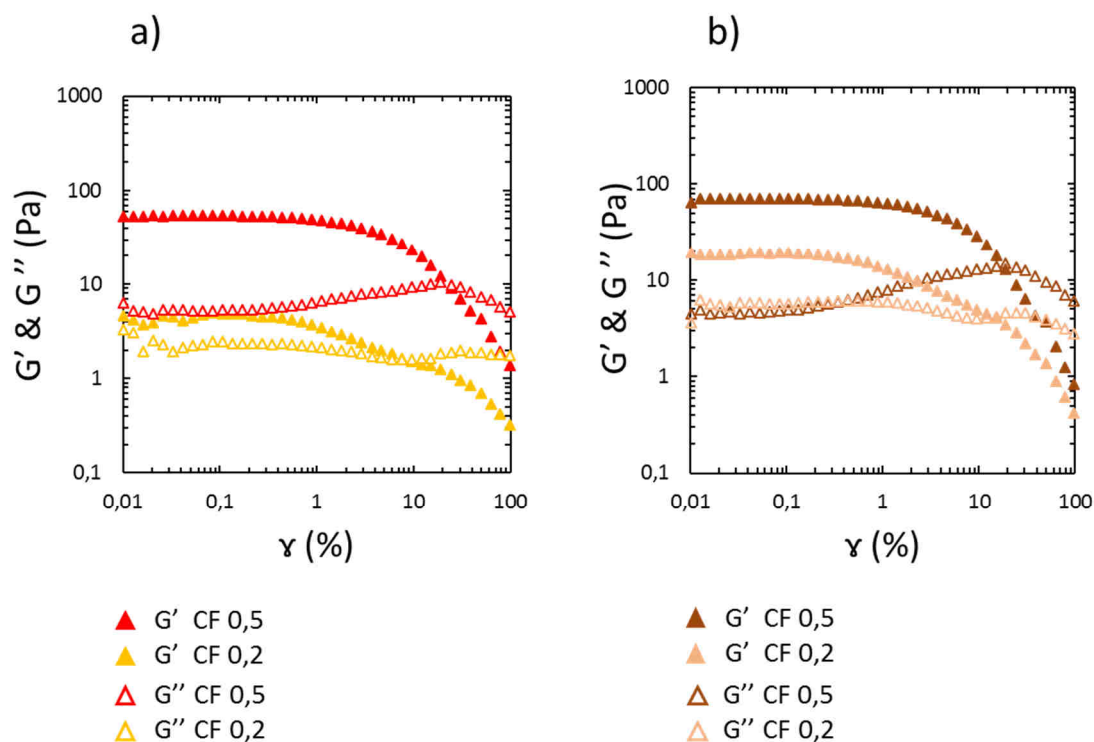 a)
1000
100
10
1
0,1
G' & G '' (Pa)
0,01 0,1 1 10 100
ɤ (%)
G' CF 0,5
G' CF 0,2
G'' CF 0,5
G'' CF 0,2
b)
1000
100
10
1
0,1
G' & G '' (Pa)
0,01 0,1 1 10 100
ɤ (%)
G' CF 0,5
G' CF 0,2
G'' CF 0,5
G'' CF 0,2